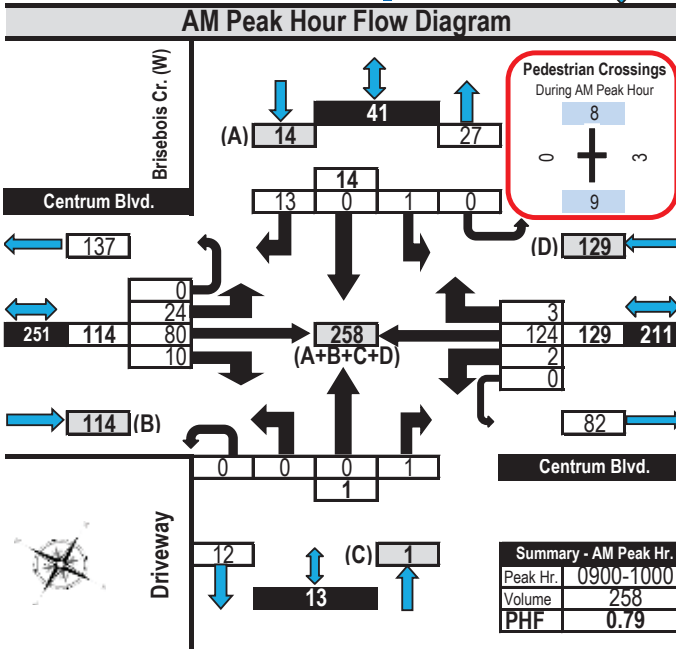 AM Peak Hour Flow Diagram
Brisebois Cr. (W)
Pedestrian Crossings
During AM Peak Hour
8
0
3
9
41
(A) 14
27
14
13 0 1 0
Centrum Blvd.
137
(D) 129
0
24
251 114 80
10
258
(A+B+C+D)
3
124 129 211
2
0
114 (B)
82
0 0 0 1
1
Centrum Blvd.
Driveway
12
(C) 1
13
Summary - AM Peak Hr.
Peak Hr. 0900-1000
Volume 258
PHF 0.79